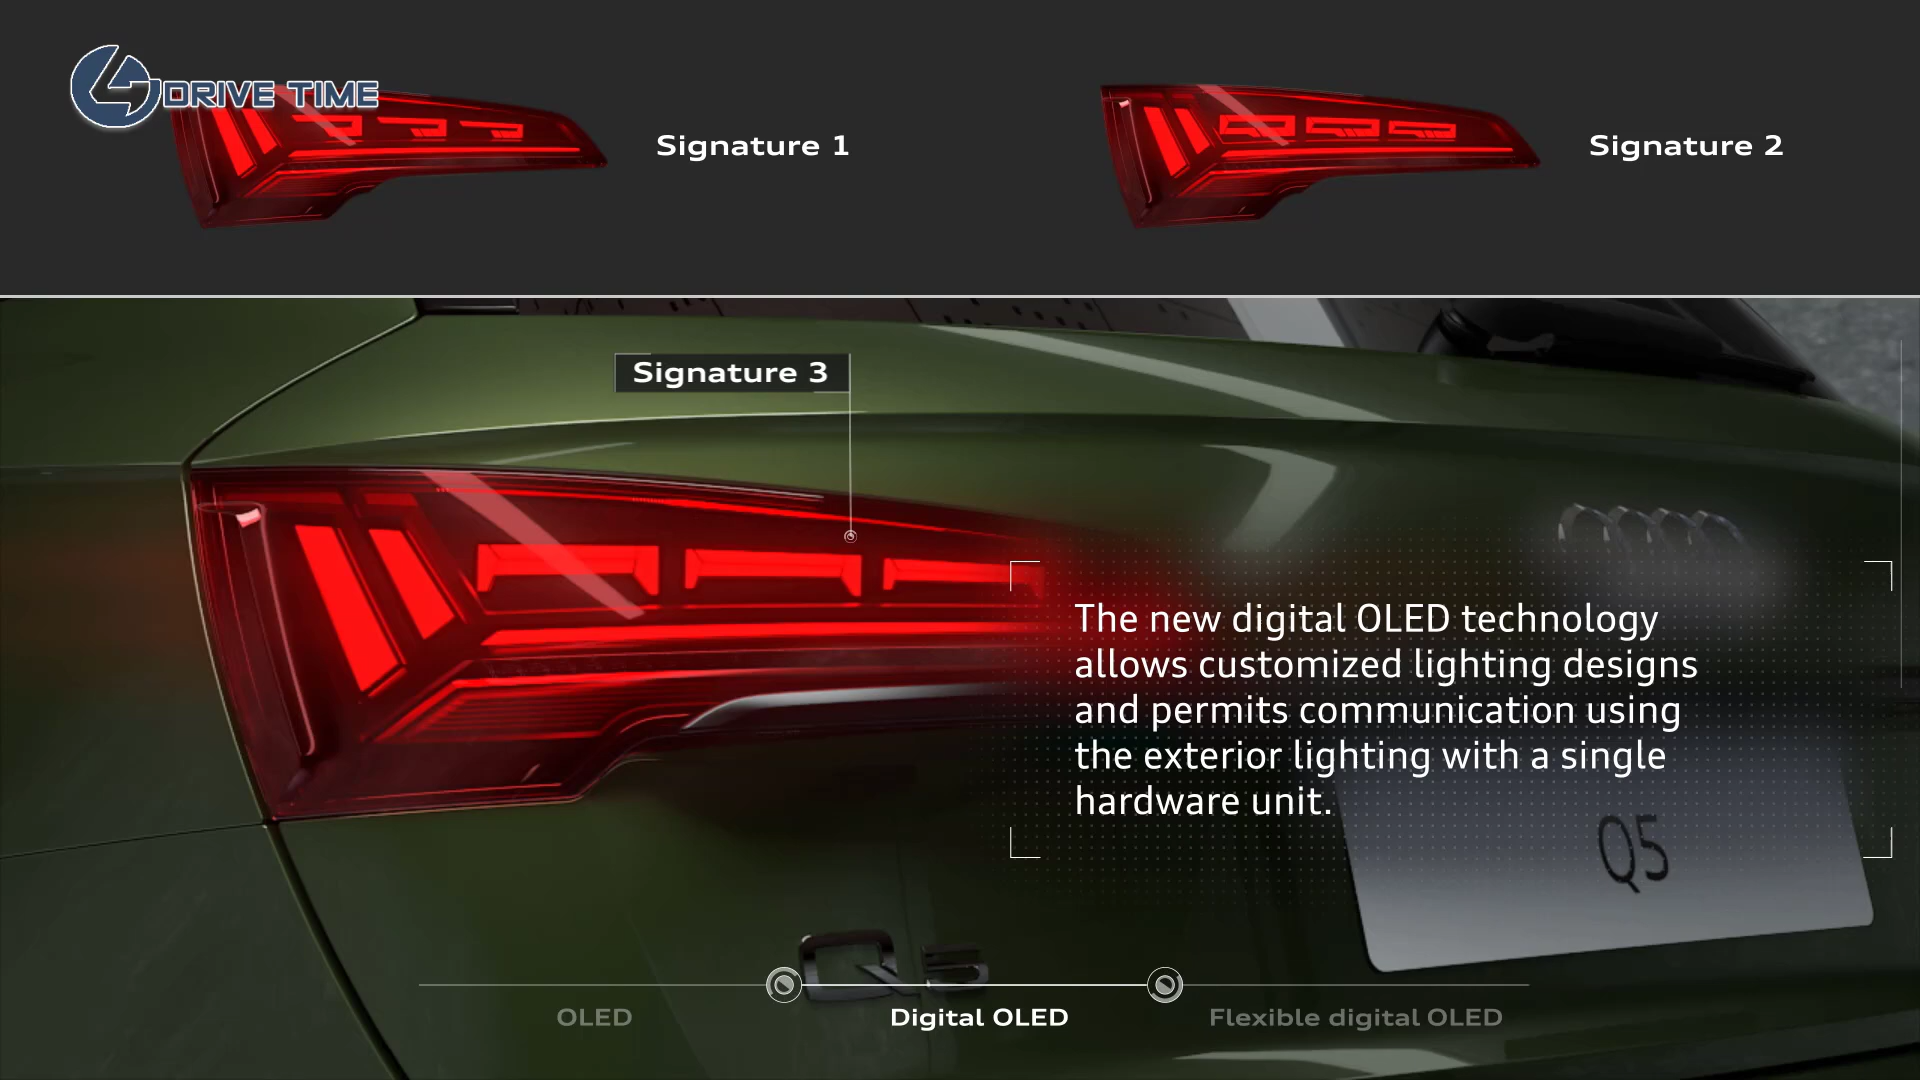 DRIVE TIME
Signature 1
Signature 2
Signature 3
The new digital OLED technology
allows customized lighting designs
and permits communication using
the exterior lighting with a single
hardware unit.
Q5
Q5
OLED
Digital OLED
Flexible digital OLED